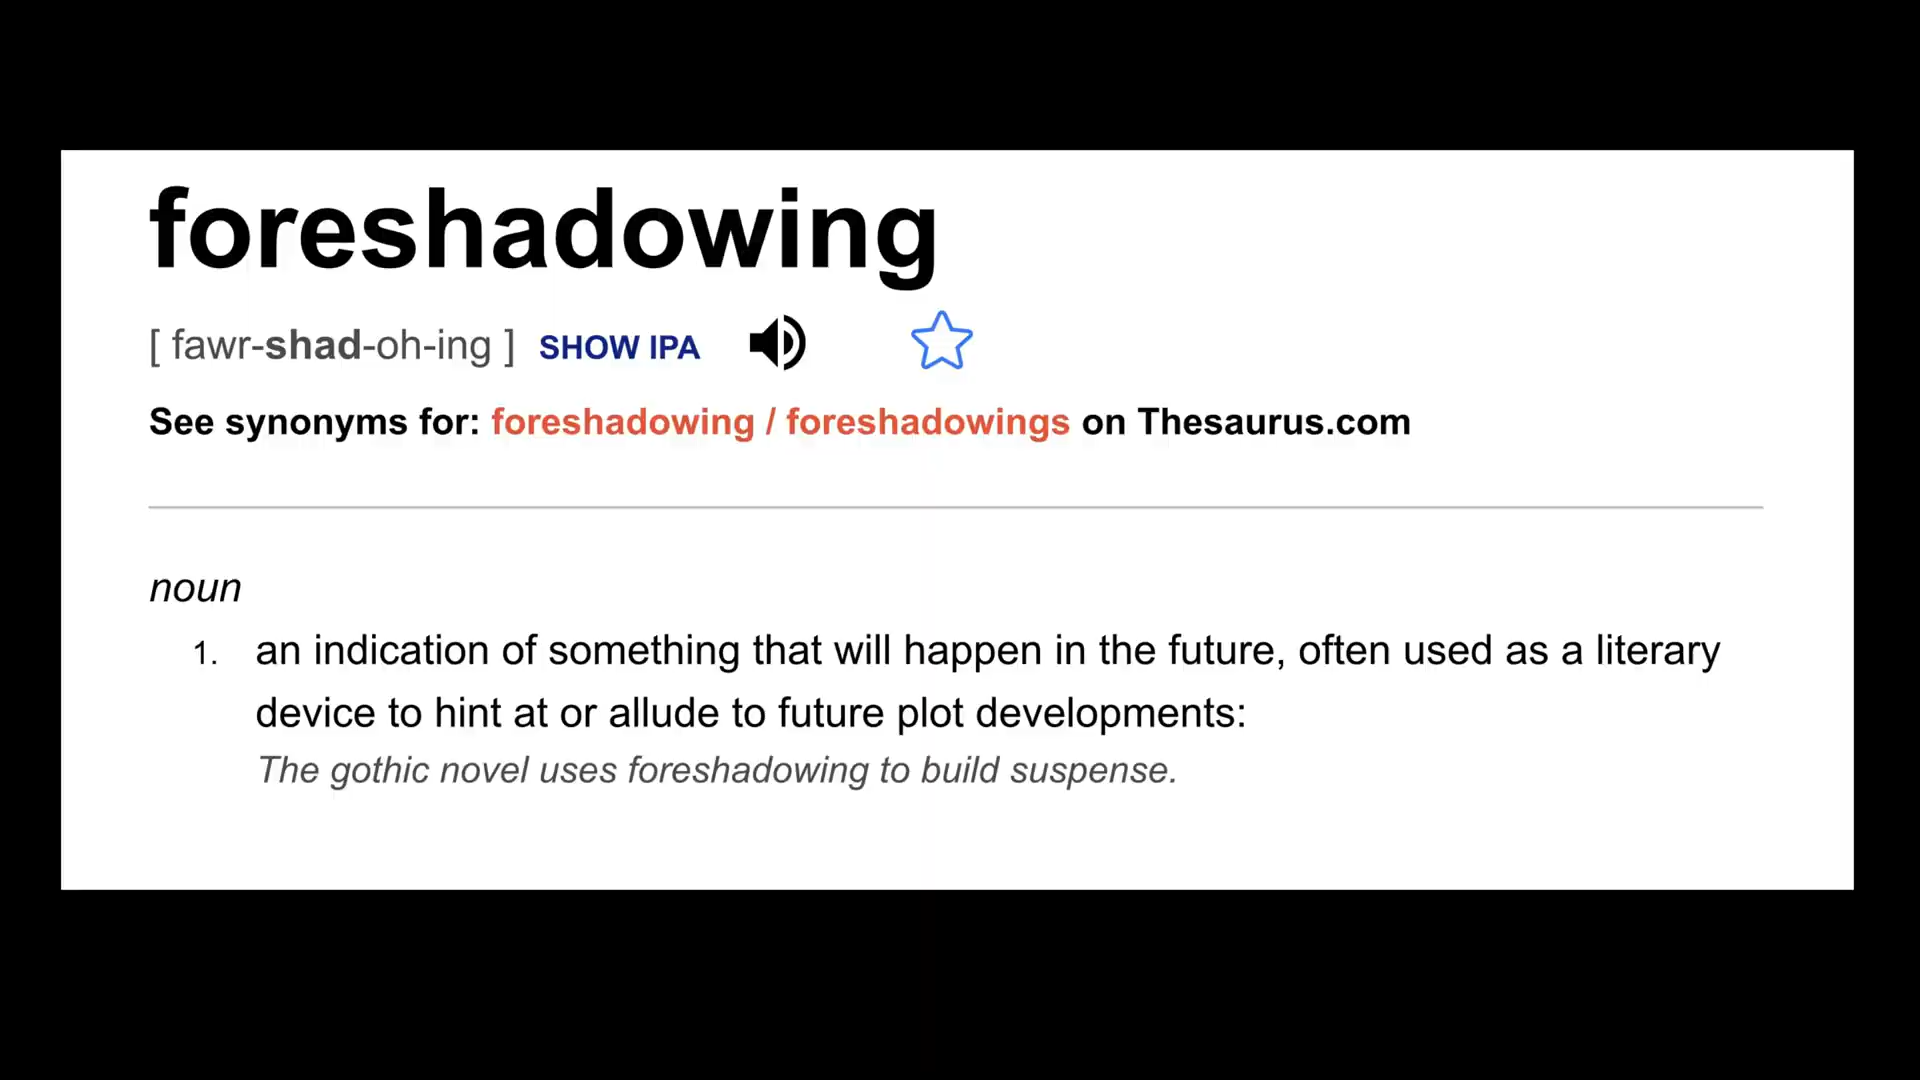 foreshadowing
[ fawr-shad-oh-ing ] SHOW IPA
See synonyms for: foreshadowing / foreshadowings on Thesaurus.com
noun
1. an indication of something that will happen in the future, often used as a literary
device to hint at or allude to future plot developments:
The gothic novel uses foreshadowing to build suspense.